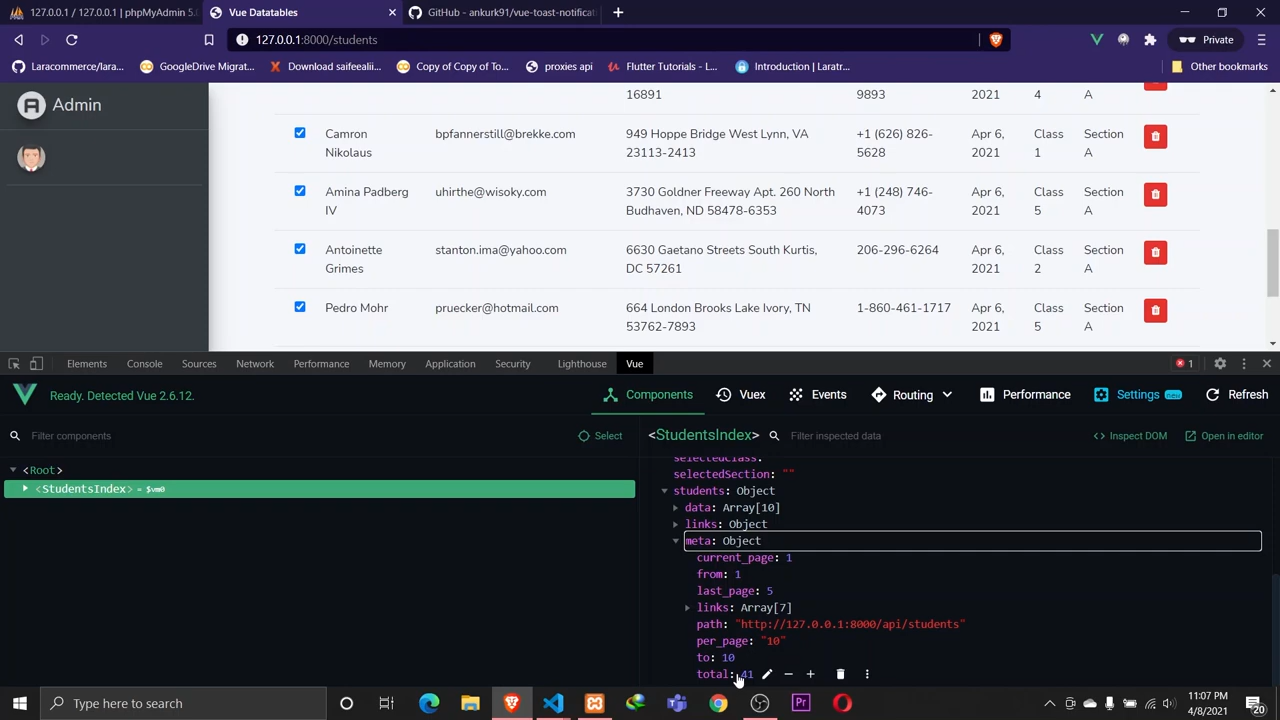 127.0.0.1 / 127.0.0.1 | phpMyAdmin 5.
Vue Datatables
GitHub - ankurk91/vue-toast-notificat
127.0.0.1:8000/students
Private
Laracommerce/lara...
GoogleDrive Migrat...
Download saifeealii...
Copy of Copy of To...
proxies api
Flutter Tutorials - L...
Introduction | Laratr...
Other bookmarks
Admin
16891
9893
2021
4
A
Camron Nikolaus
bpfannerstill@brekke.com
949 Hoppe Bridge West Lynn, VA
23113-2413
+1 (626) 826-
5628
Apr 6,
2021
Class
1
Section
A
Amina Padberg
IV
uhirthe@wisoky.com
3730 Goldner Freeway Apt. 260 North
Budhaven, ND 58478-6353
+1 (248) 746-
4073
Apr 6,
2021
Class
5
Section
A
Antoinette
Grimes
stanton.ima@yahoo.com
6630 Gaetano Streets South Kurtis,
DC 57261
206-296-6264
Apr 6,
2021
Class
2
Section
A
Pedro Mohr
pruecker@hotmail.com
664 London Brooks Lake Ivory, TN
53762-7893
1-860-461-1717
Apr 6,
2021
Class
5
Section
A
Elements
Console
Sources
Network
Performance
Memory
Application
Security
Lighthouse
Vue
1
Ready. Detected Vue 2.6.12.
Components
Vuex
Events
Routing
Performance
Settings new
Refresh
Filter components
Select
<StudentsIndex>
Filter inspected data
<> Inspect DOM
Open in editor
<Root>
<StudentsIndex> = $vm0
selectedClass:
selectedSection: ""
students: Object
data: Array[10]
links: Object
meta: Object
current_page: 1
from: 1
last_page: 5
links: Array[7]
path: "http://127.0.0.1:8000/api/students"
per_page: "10"
to: 10
total: 41
Type here to search
11:07 PM
4/8/2021
20